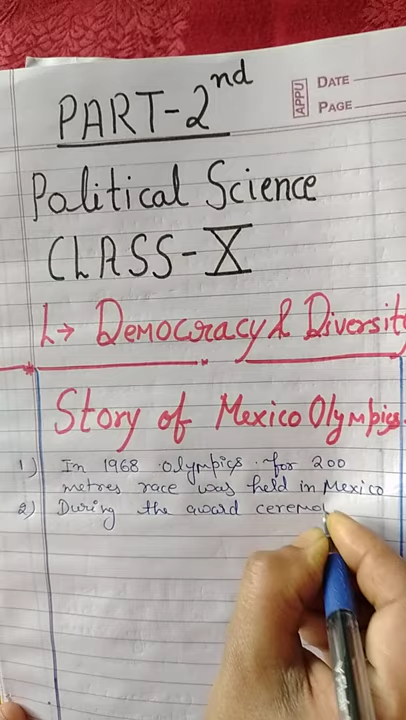 PART-2nd
APPU
DATE
PAGE
Political Science
CLASS-X
L→ Democracy & Diversity
Story of Mexico Olympics
1) In 1968 Olympics for 200
metres race was held in Mexico
2) During the award ceremo